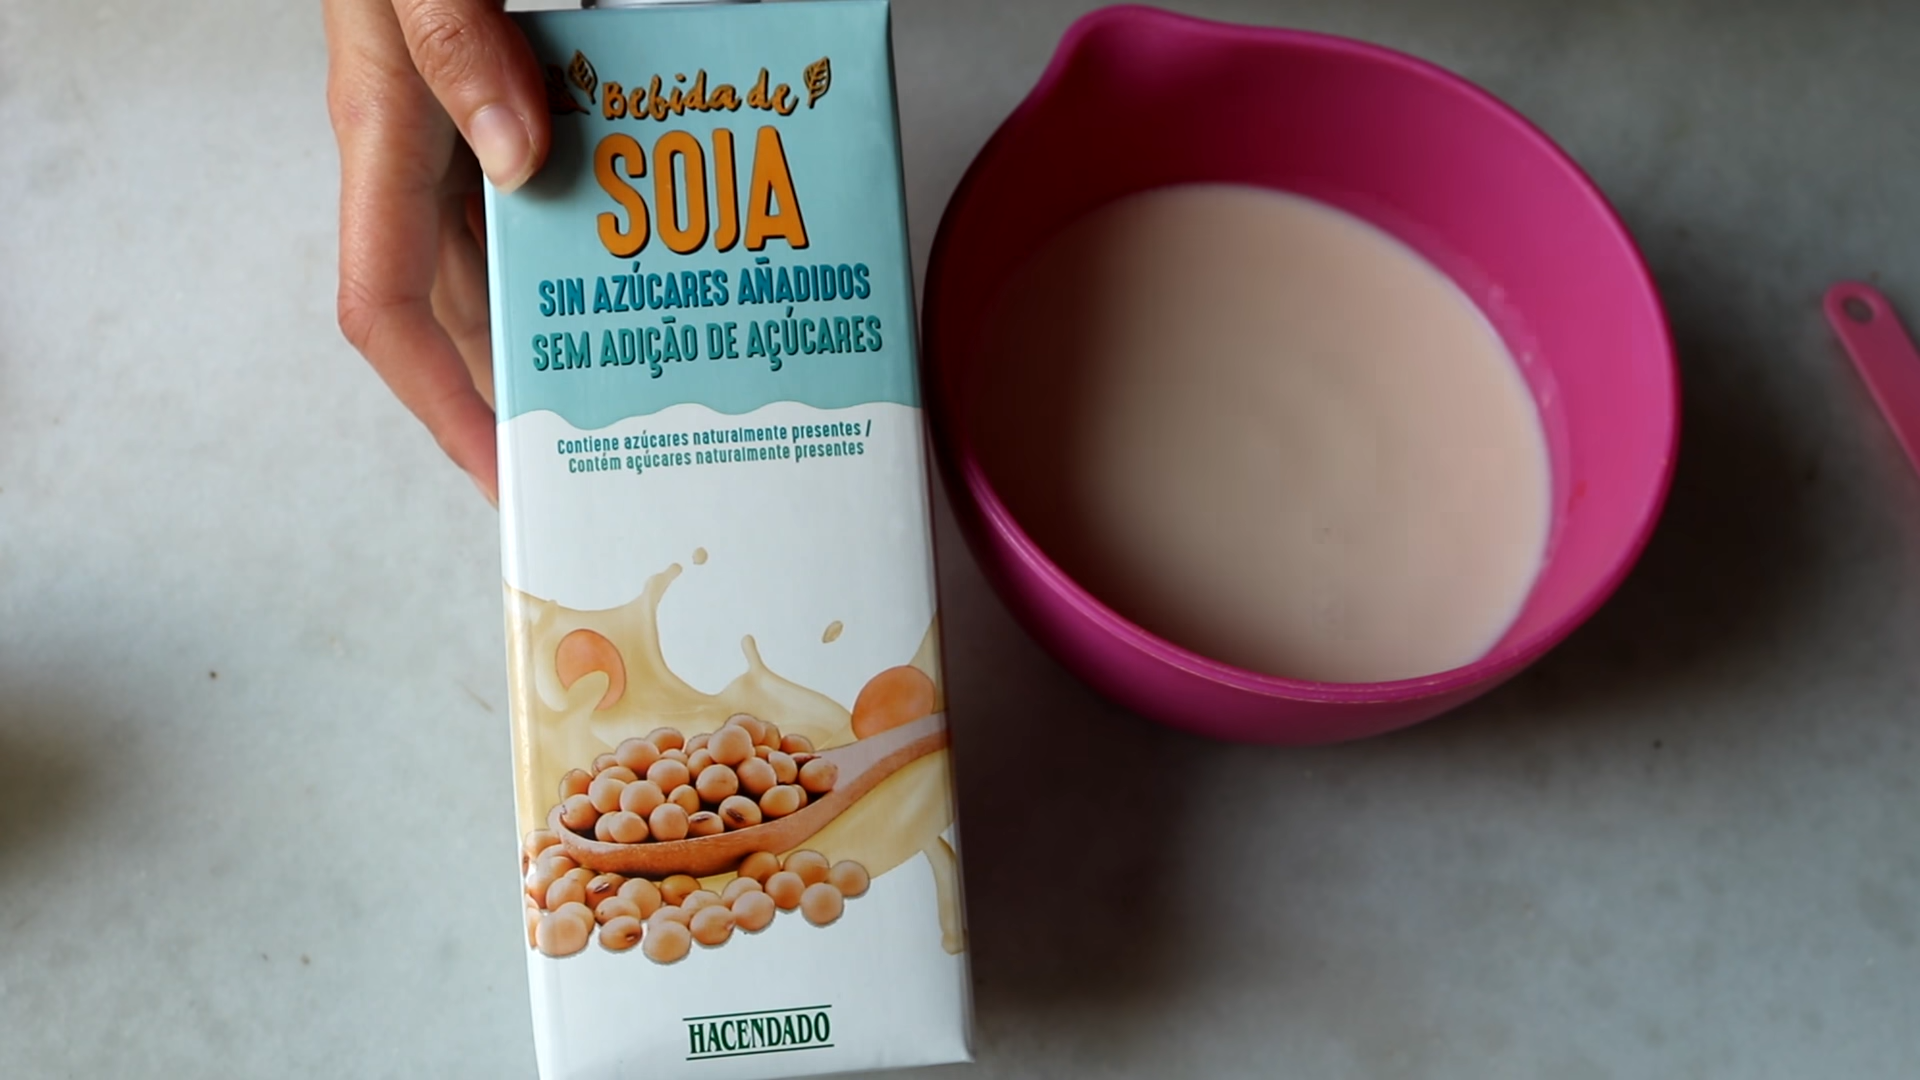 Bebida de
SOJA
SIN AZÚCARES AÑADIDOS
SEM ADIÇÃO DE AÇÚCARES
Contiene azúcares naturalmente presentes /
Contém açúcares naturalmente presentes
HACENDADO